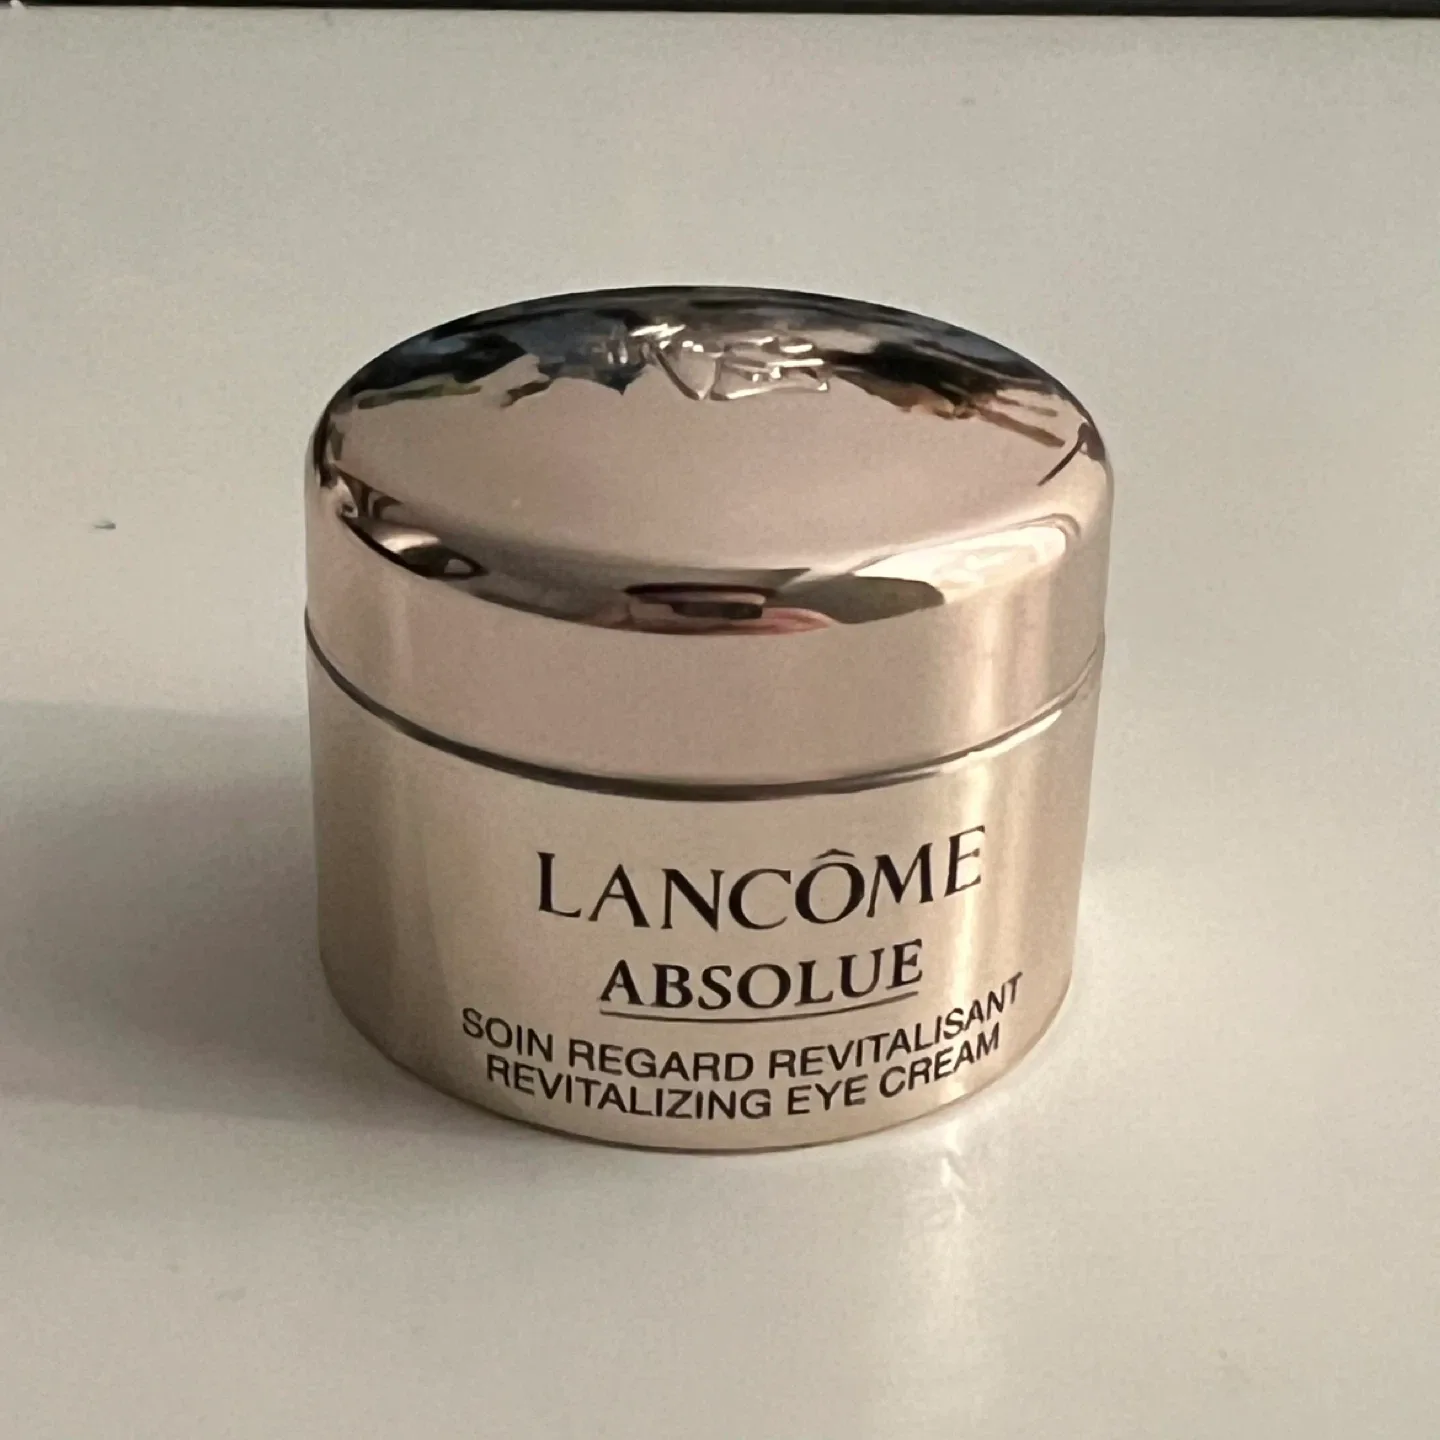 LANCÔME
ABSOLUE
SOIN REGARD REVITALISANT
REVITALIZING EYE CREAM